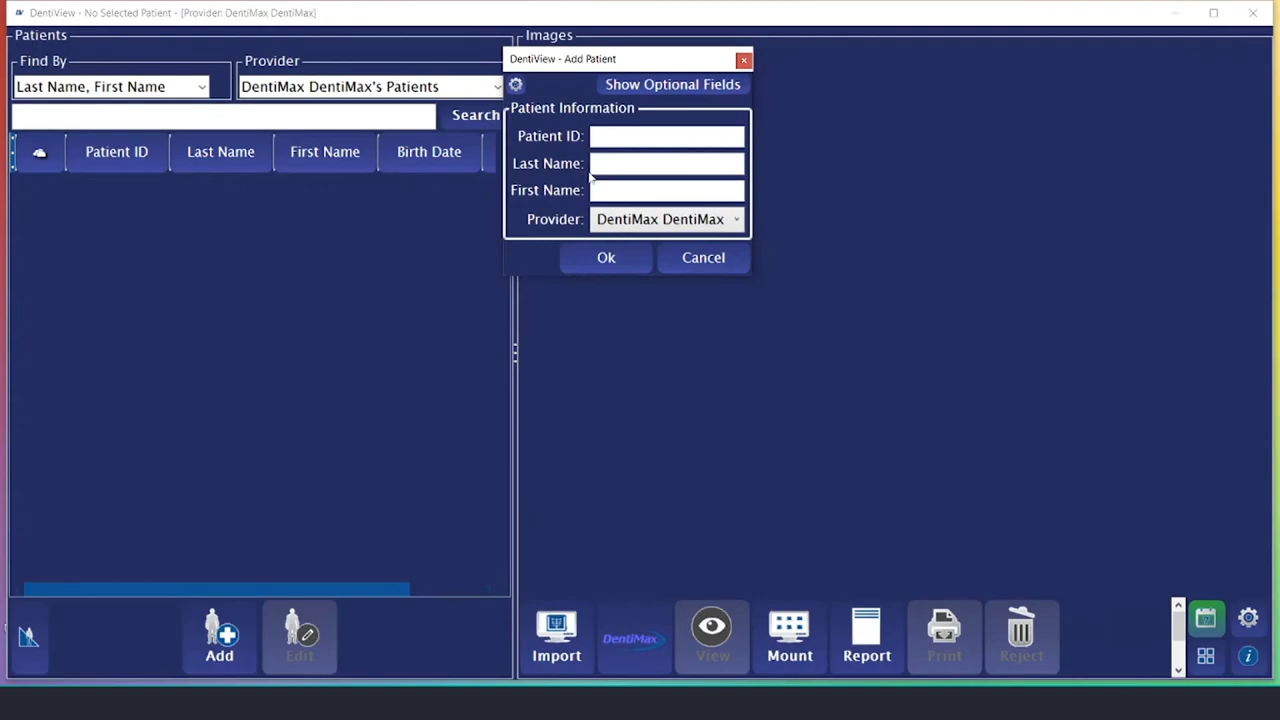 DentiView - No Selected Patient - [Provider: DentiMax DentiMax]
Patients
Images
Find By
Provider
Last Name, First Name
DentiMax DentiMax's Patients
Search
Patient ID
Last Name
First Name
Birth Date
DentiView - Add Patient
Show Optional Fields
Patient Information
Patient ID:
Last Name:
First Name:
Provider:
DentiMax DentiMax
Ok
Cancel
Add
Edit
Import
DentiMax
View
Mount
Report
Print
Reject